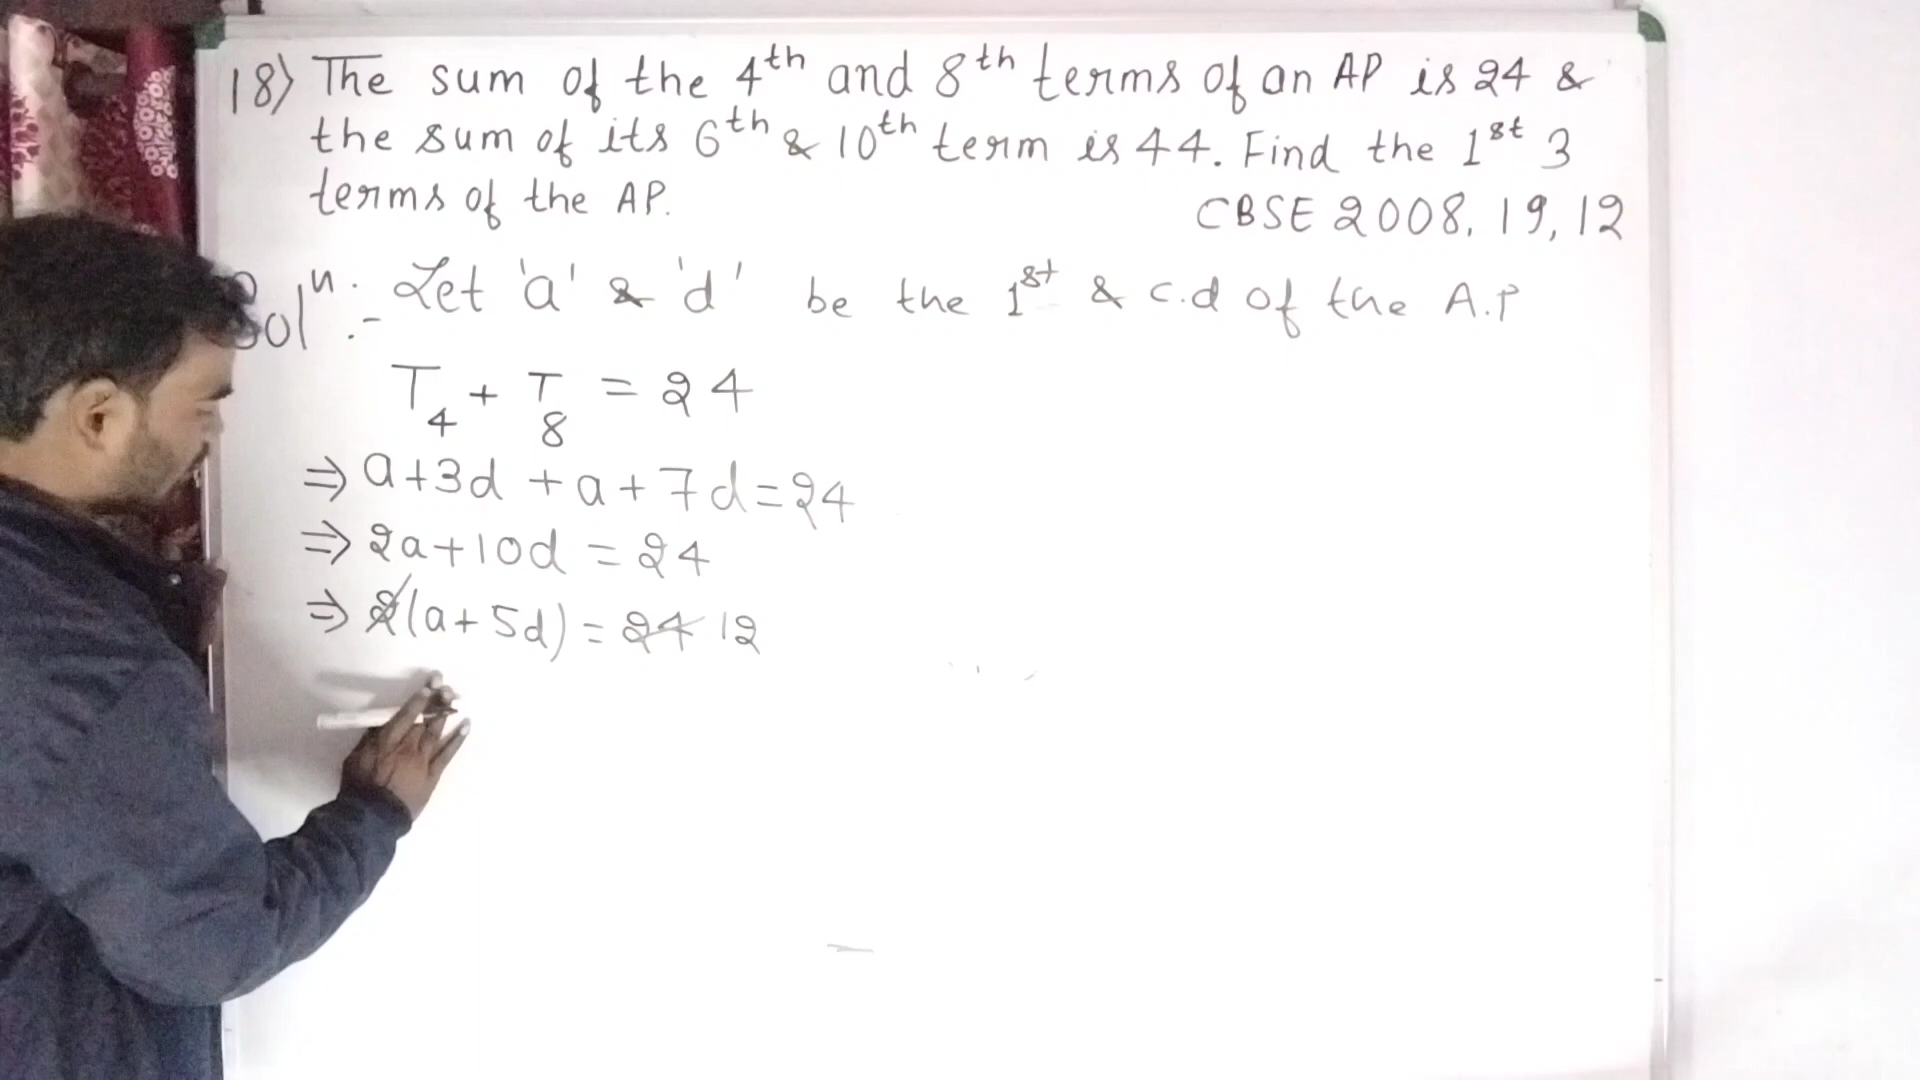 18) The sum of the 4th and 8th terms of an AP is 24 &
the sum of its 6th & 10th term is 44. Find the 1st 3
terms of the AP.
CBSE 2008, 19, 12
Solⁿ:- Let 'a' & 'd' be the 1st & c.d of the A.P
T₄ + T₈ = 24
⇒ a+3d + a + 7d = 24
⇒ 2a+10d = 24
⇒ 2(a+5d) = 24 12